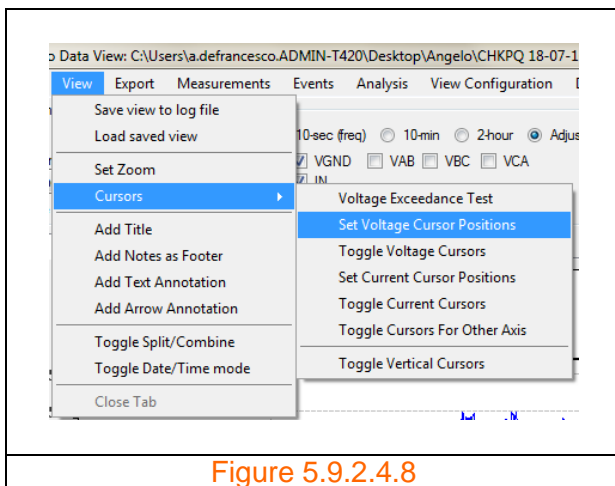 Data View: C:\Users\a.defrancesco.ADMIN-T420\Desktop\Angelo\CHKPQ 18-07-1
View Export Measurements Events Analysis View Configuration
Save view to log file
Load saved view
10-sec (freq) 10-min 2-hour Adjus
VGND VAB VBC VCA
IN
Set Zoom
Cursors
Voltage Exceedance Test
Set Voltage Cursor Positions
Toggle Voltage Cursors
Set Current Cursor Positions
Toggle Current Cursors
Toggle Cursors For Other Axis
Toggle Vertical Cursors
Add Title
Add Notes as Footer
Add Text Annotation
Add Arrow Annotation
Toggle Split/Combine
Toggle Date/Time mode
Close Tab
Figure 5.9.2.4.8